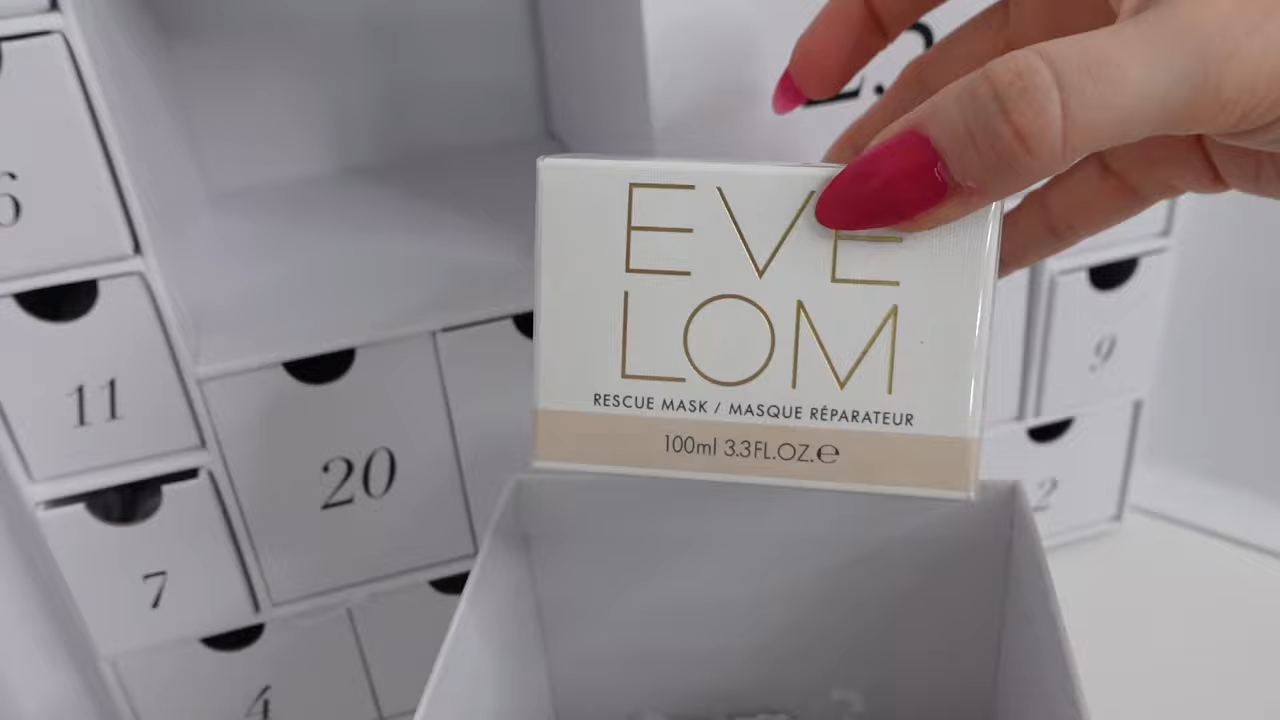 EVE
LOM
RESCUE MASK / MASQUE RÉPARATEUR
100ml 3.3FL.OZ.℮
6
11
20
7
4
9
2